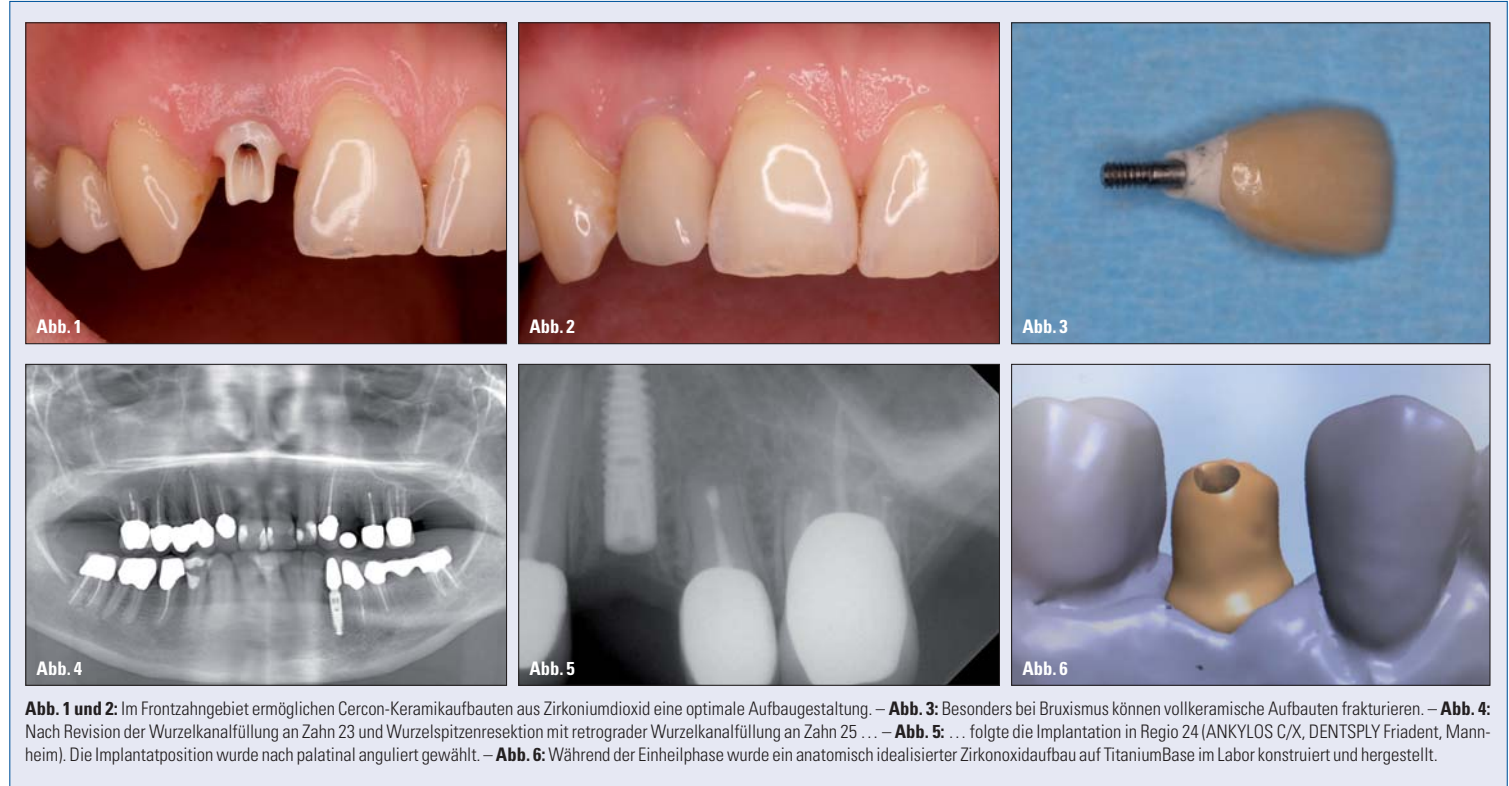 Abb. 1
Abb. 2
Abb. 3
Abb. 4
Abb. 5
Abb. 6
Abb. 1 und 2: Im Frontzahngebiet ermöglichen Cercon-Keramikaufbauten aus Zirkoniumdioxid eine optimale Aufbaugestaltung. – Abb. 3: Besonders bei Bruxismus können vollkeramische Aufbauten frakturieren. – Abb. 4:
Nach Revision der Wurzelkanalfüllung an Zahn 23 und Wurzelspitzenresektion mit retrograder Wurzelkanalfüllung an Zahn 25 … – Abb. 5: … folgte die Implantation in Regio 24 (ANKYLOS C/X, DENTSPLY Friadent, Mann-
heim). Die Implantatposition wurde nach palatinal anguliert gewählt. – Abb. 6: Während der Einheilphase wurde ein anatomisch idealisierter Zirkonoxidaufbau auf TitaniumBase im Labor konstruiert und hergestellt.